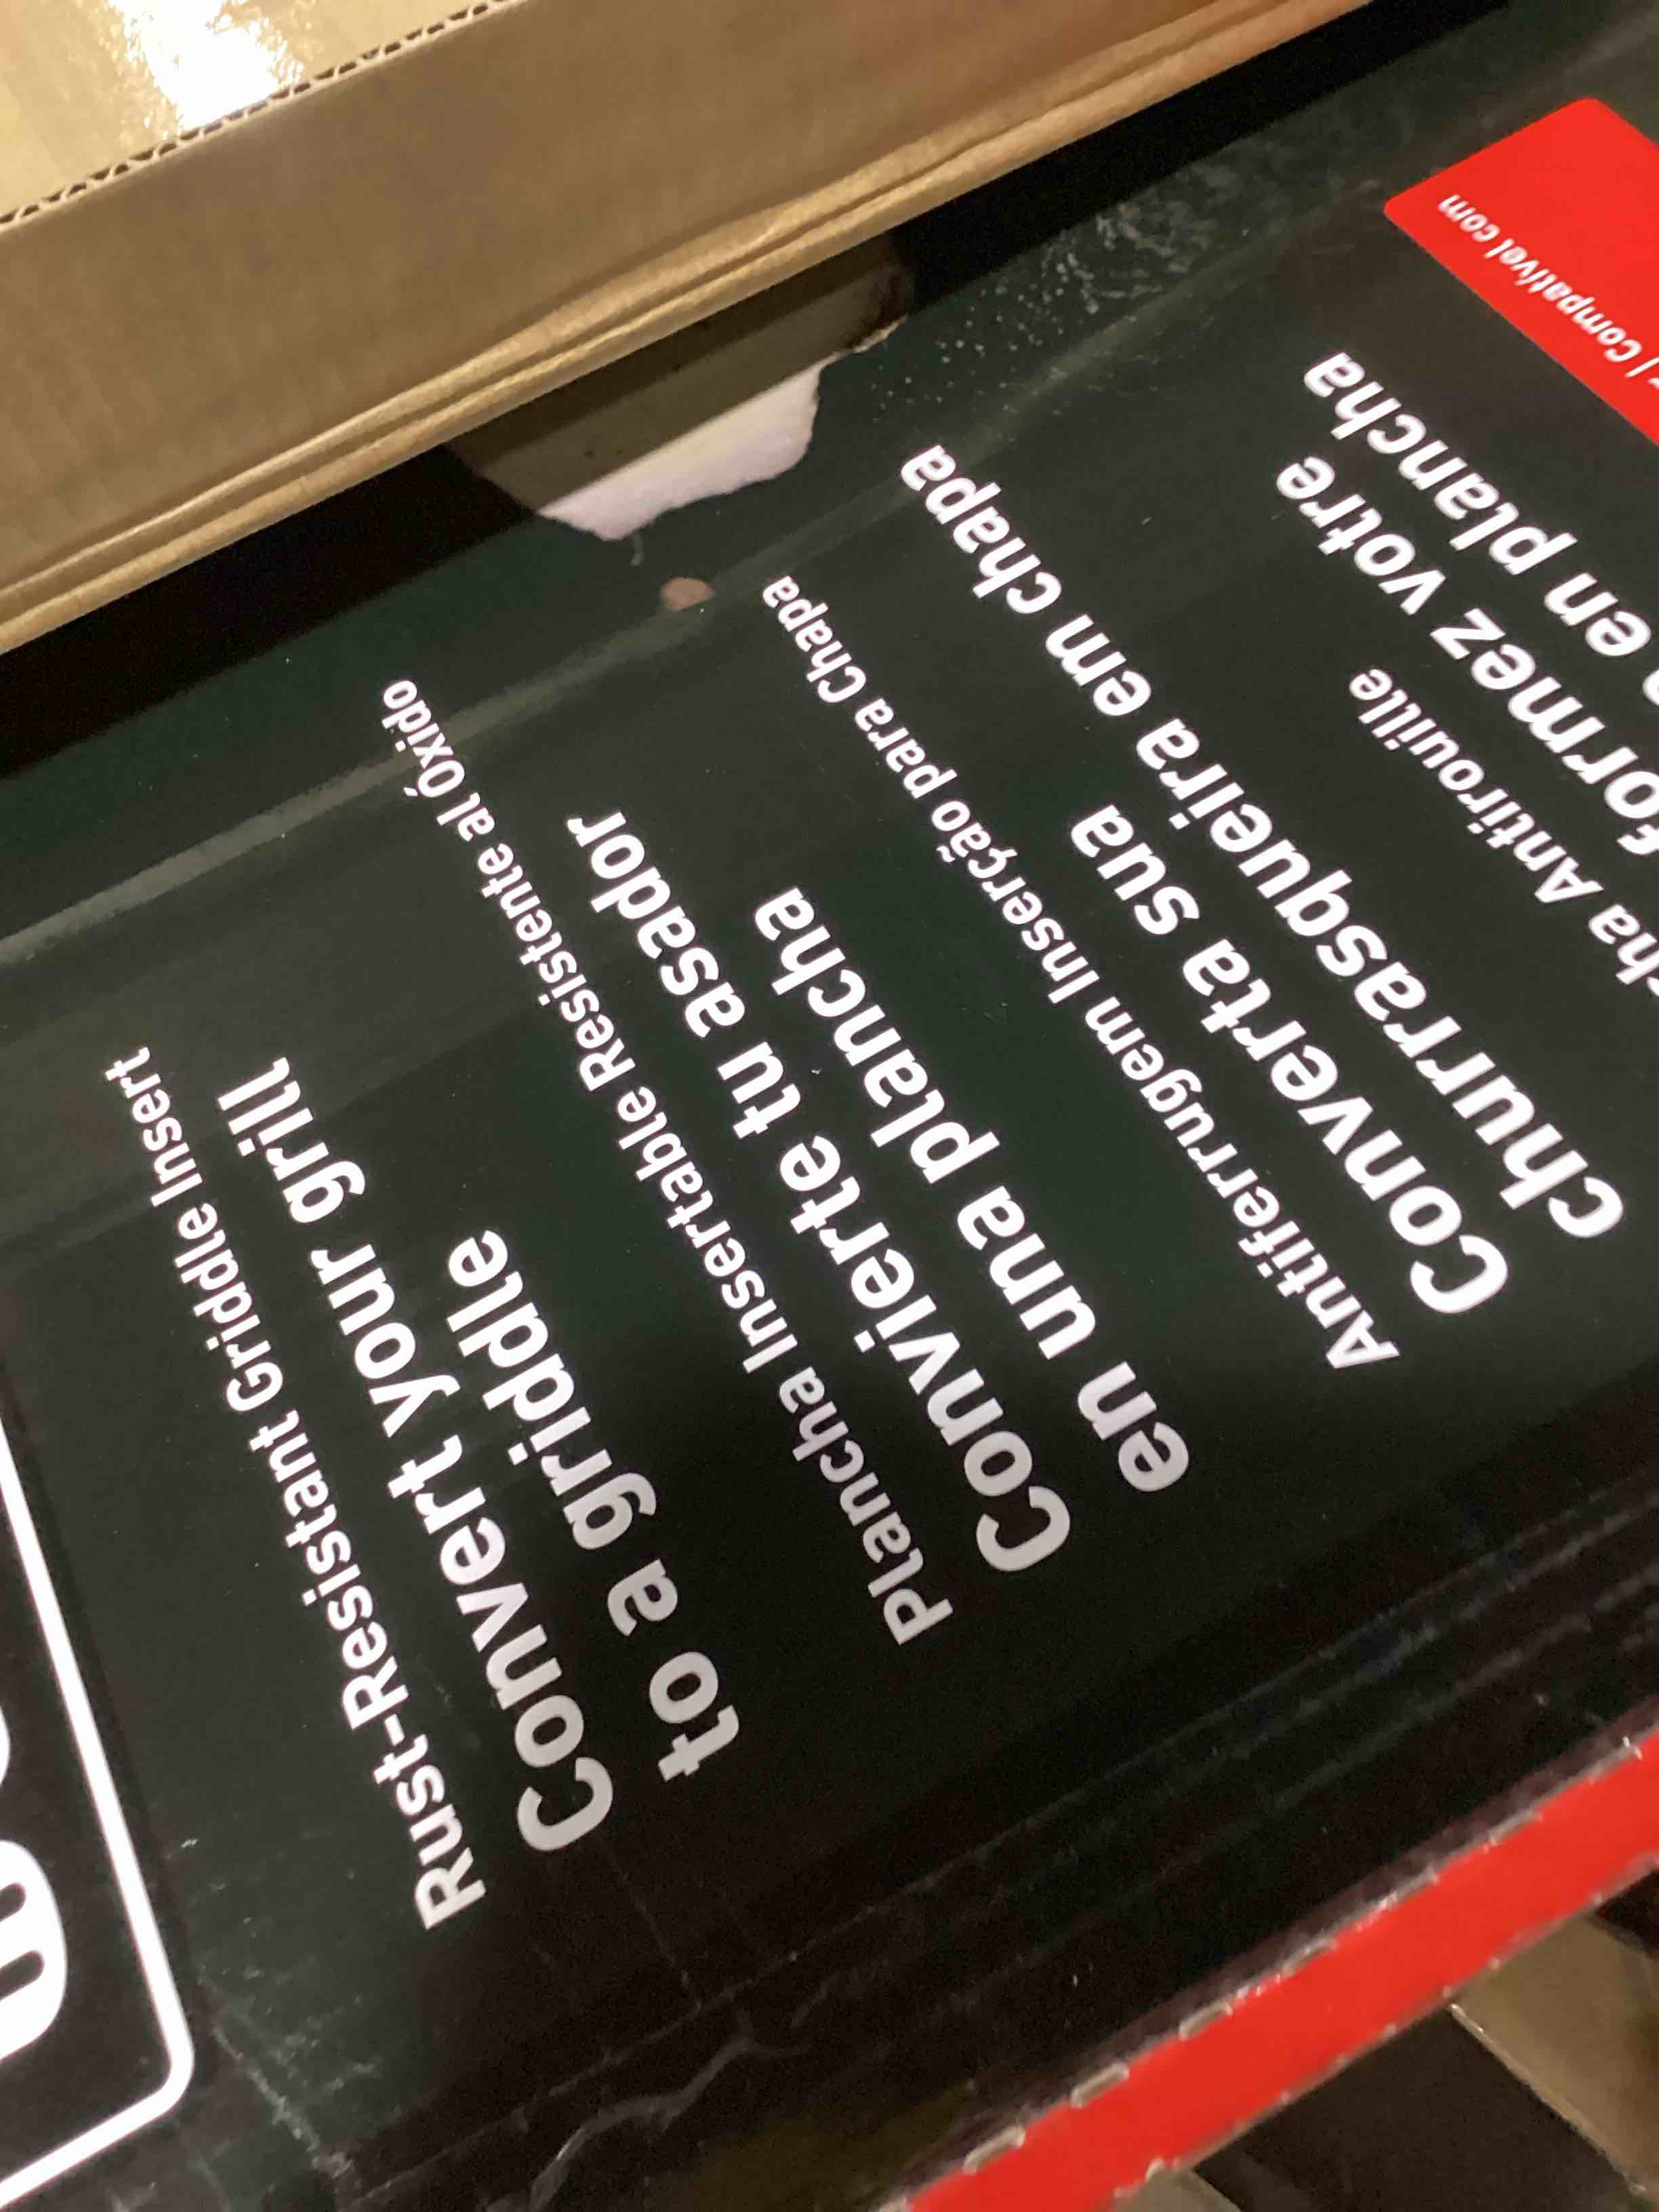 Rust-Resistant Griddle Insert
Convert your grill
to a griddle
Plancha Insertable Resistente al Óxido
Convierte tu asador
en una plancha
Antiferrugem Inserção para Chapa
Converta sua
churrasqueira em chapa
Antirouille
votre
en plancha
| Compatível com